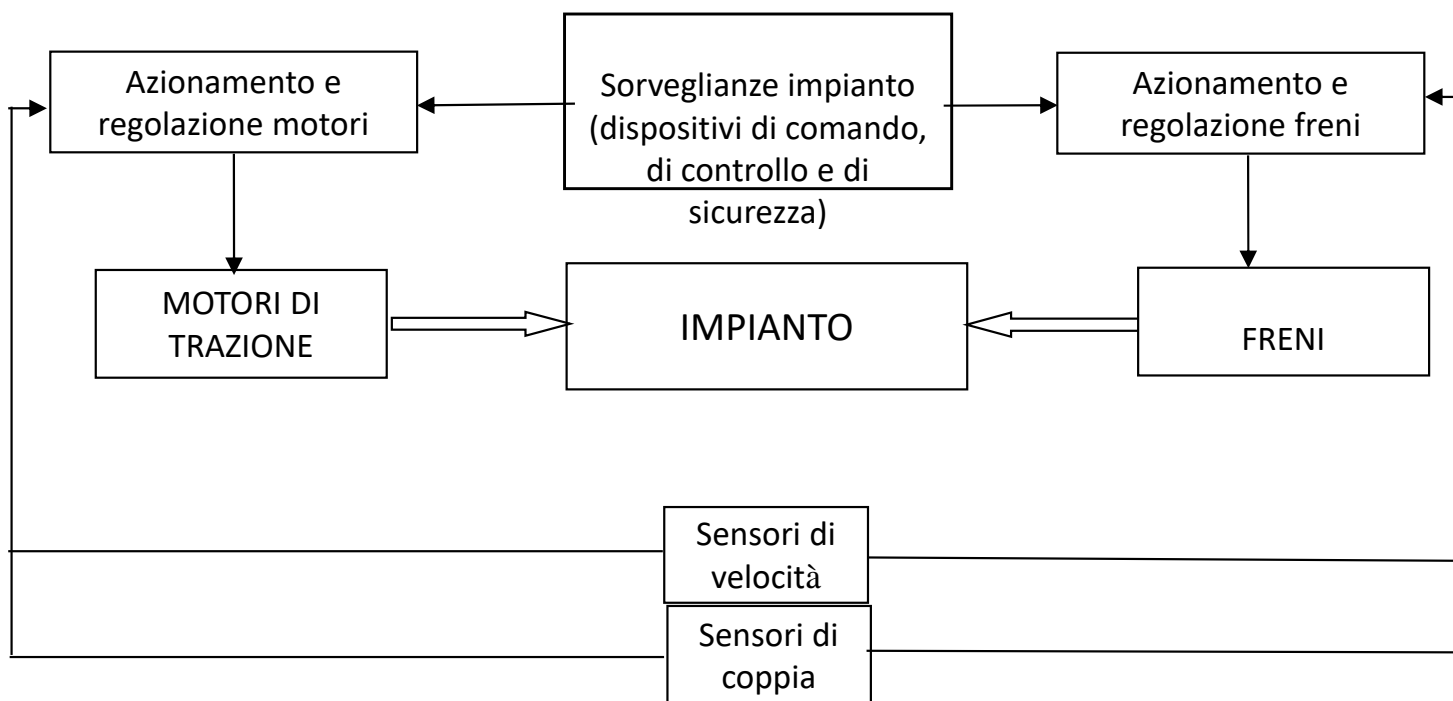 Azionamento e
regolazione motori
Sorveglianze impianto
(dispositivi di comando,
di controllo e di
sicurezza)
Azionamento e
regolazione freni
MOTORI DI
TRAZIONE
IMPIANTO
FRENI
Sensori di
velocità
Sensori di
coppia